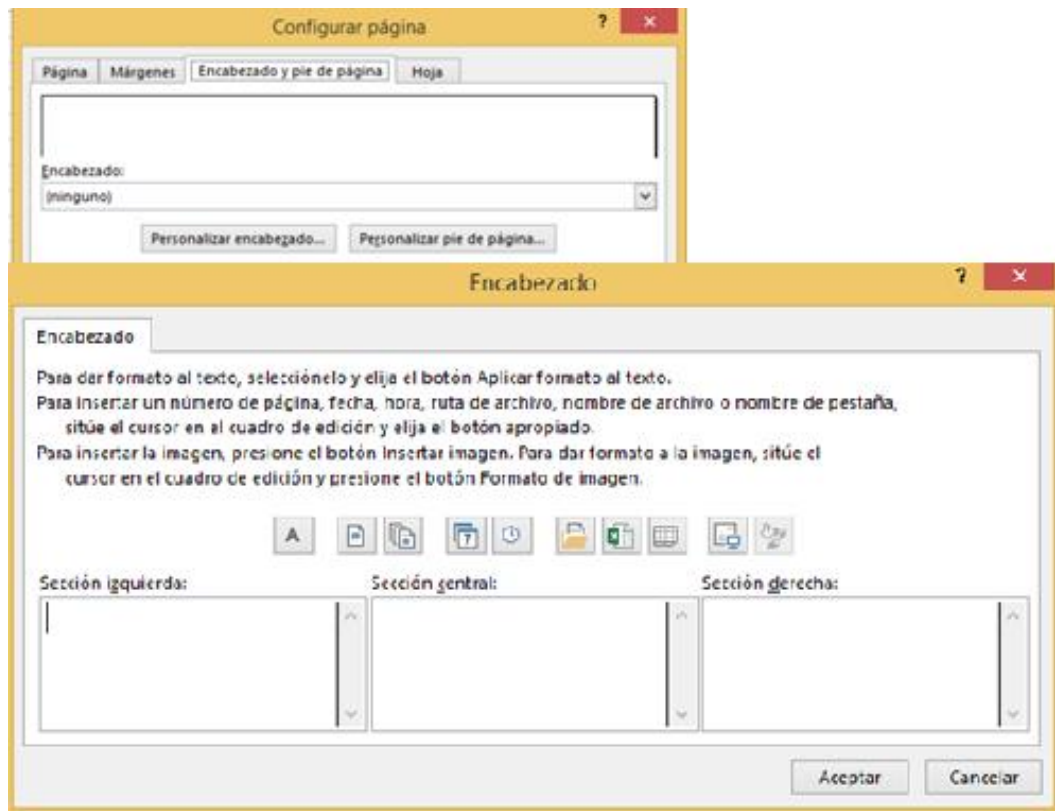 Configurar página
?
Página Márgenes Encabezado y pie de página Hoja
Encabezado:
(ninguno)
Personalizar encabezado... Personalizar pie de página...
Encabezado
?
Encabezado
Para dar formato al texto, selecciónelo y elija el botón Aplicar formato al texto.
Para insertar un número de página, fecha, hora, ruta de archivo, nombre de archivo o nombre de pestaña,
sitúe el cursor en el cuadro de edición y elija el botón apropiado.
Para insertar la imagen, presione el botón Insertar imagen. Para dar formato a la imagen, sitúe el
cursor en el cuadro de edición y presione el botón Formato de imagen.
A
Sección izquierda: Sección central: Sección derecha:
Aceptar Cancelar